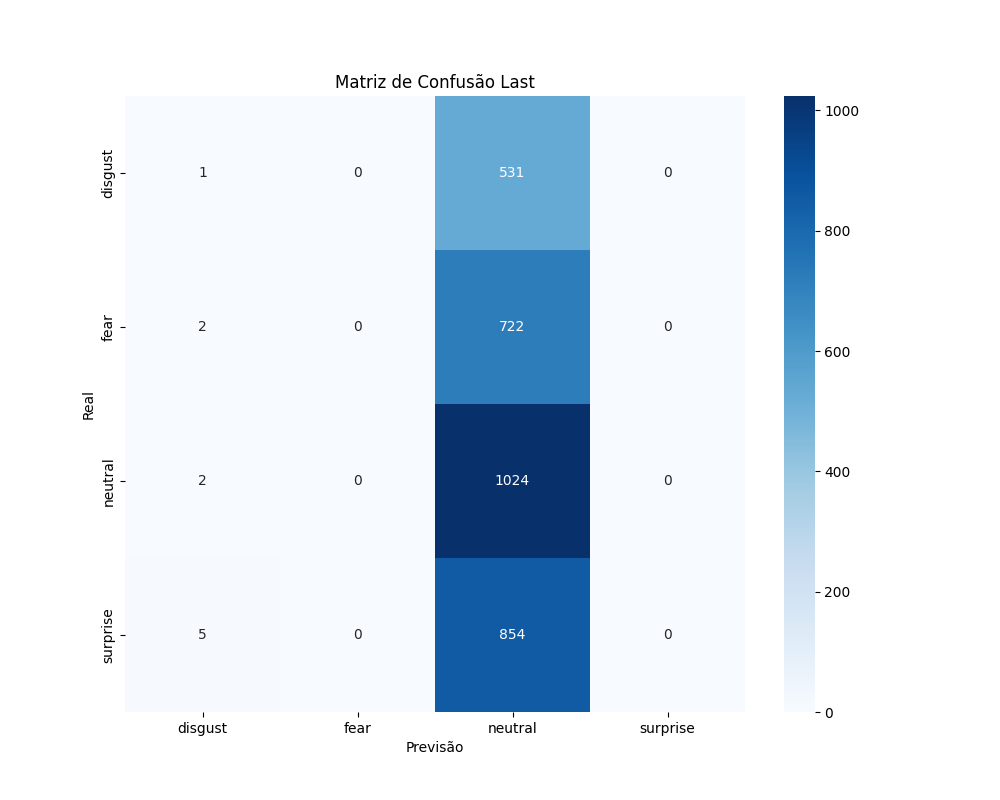 Matriz de Confusão Last
1000
800
600
400
200
0
Real
disgust
1 0 531 0
fear
2 0 722 0
neutral
2 0 1024 0
surprise
5 0 854 0
disgust fear neutral surprise
Previsão